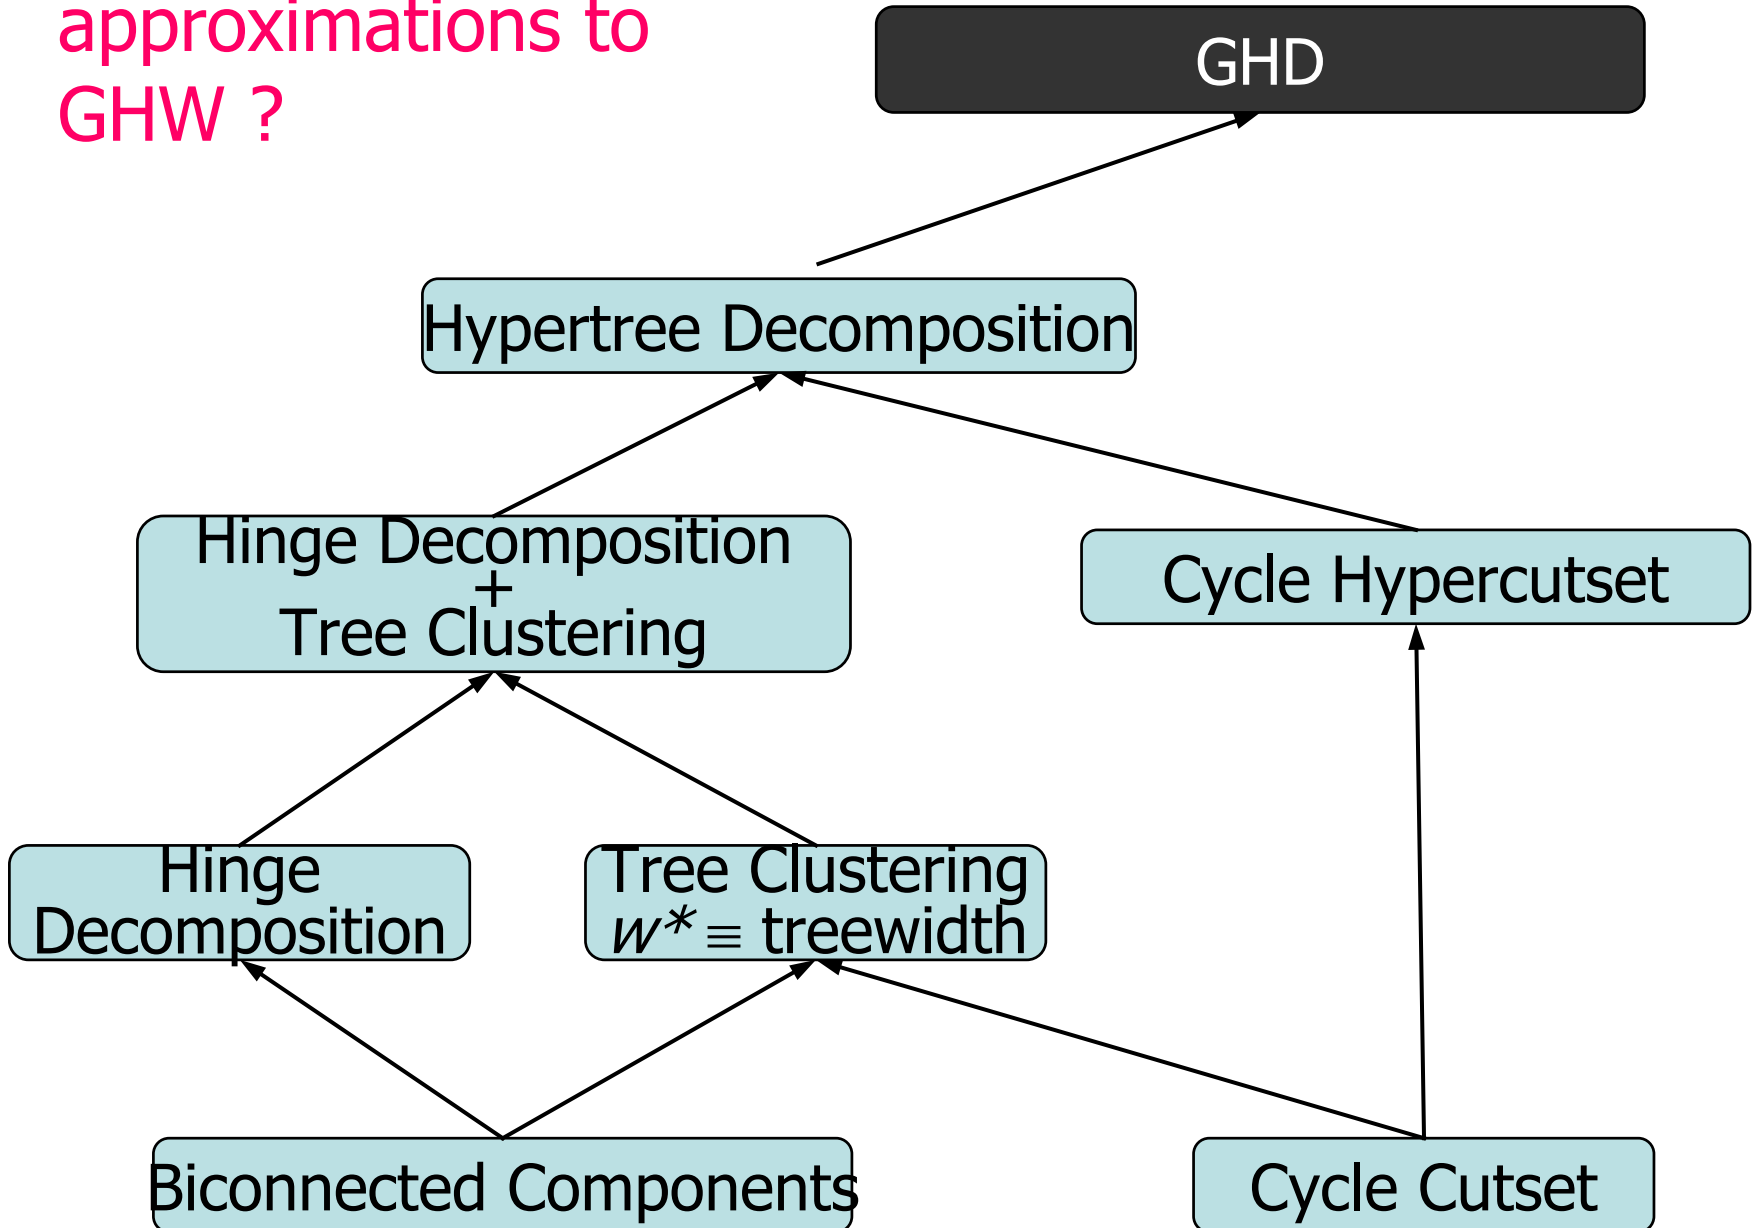 approximations to
GHW ?
GHD
Hypertree Decomposition
Hinge Decomposition
+
Tree Clustering
Cycle Hypercutset
Hinge
Decomposition
Tree Clustering
w* ≡ treewidth
Biconnected Components
Cycle Cutset